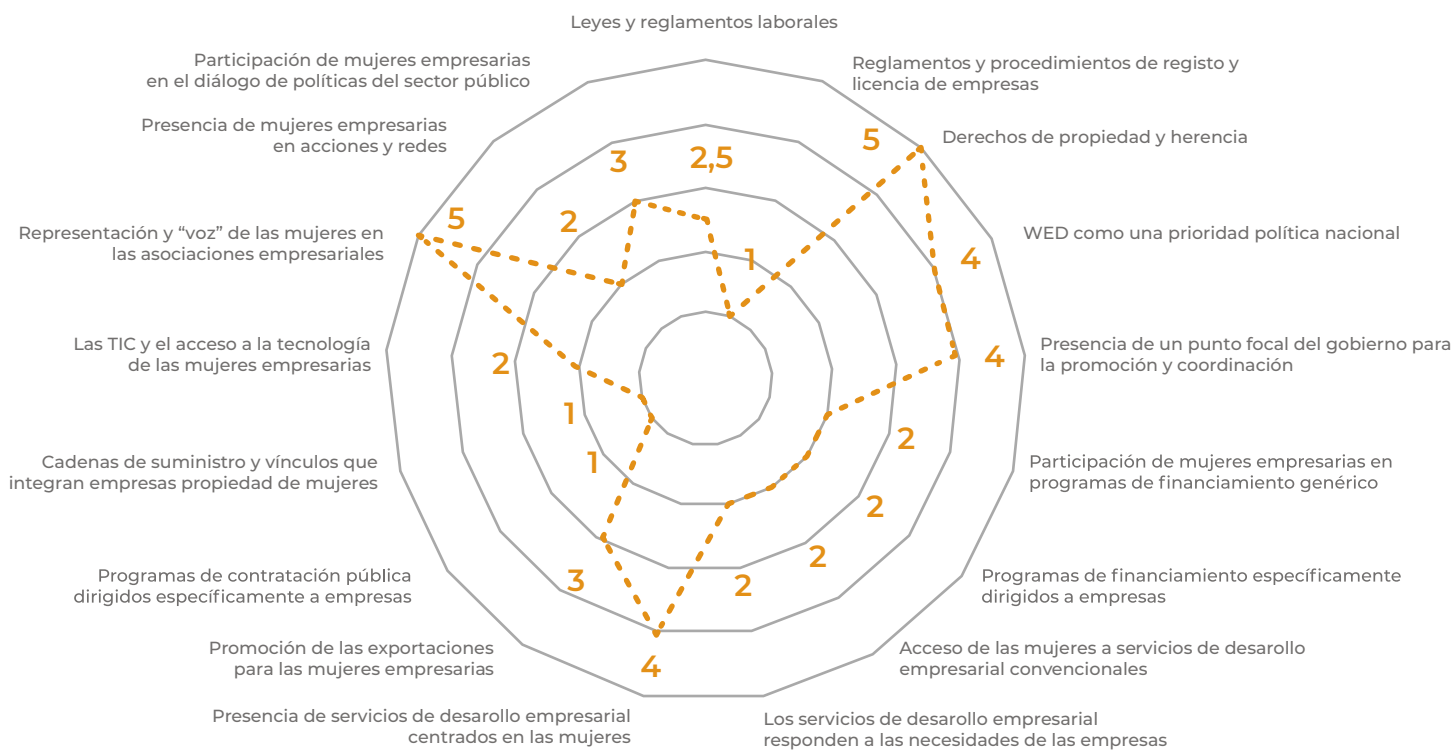 Leyes y reglamentos laborales
Reglamentos y procedimientos de registo y
licencia de empresas
Derechos de propiedad y herencia
WED como una prioridad política nacional
Presencia de un punto focal del gobierno para
la promoción y coordinación
Participación de mujeres empresarias en
programas de financiamiento genérico
Programas de financiamiento específicamente
dirigidos a empresas
Acceso de las mujeres a servicios de desarollo
empresarial convencionales
Los servicios de desarollo empresarial
responden a las necesidades de las empresas
Presencia de servicios de desarollo empresarial
centrados en las mujeres
Promoción de las exportaciones
para las mujeres empresarias
Programas de contratación pública
dirigidos específicamente a empresas
Cadenas de suministro y vínculos que
integran empresas propiedad de mujeres
Las TIC y el acceso a la tecnología
de las mujeres empresarias
Representación y “voz” de las mujeres en
las asociaciones empresariales
Presencia de mujeres empresarias
en acciones y redes
Participación de mujeres empresarias
en el diálogo de políticas del sector público
2,5
1
5
4
4
2
2
2
2
4
3
1
1
2
5
2
3